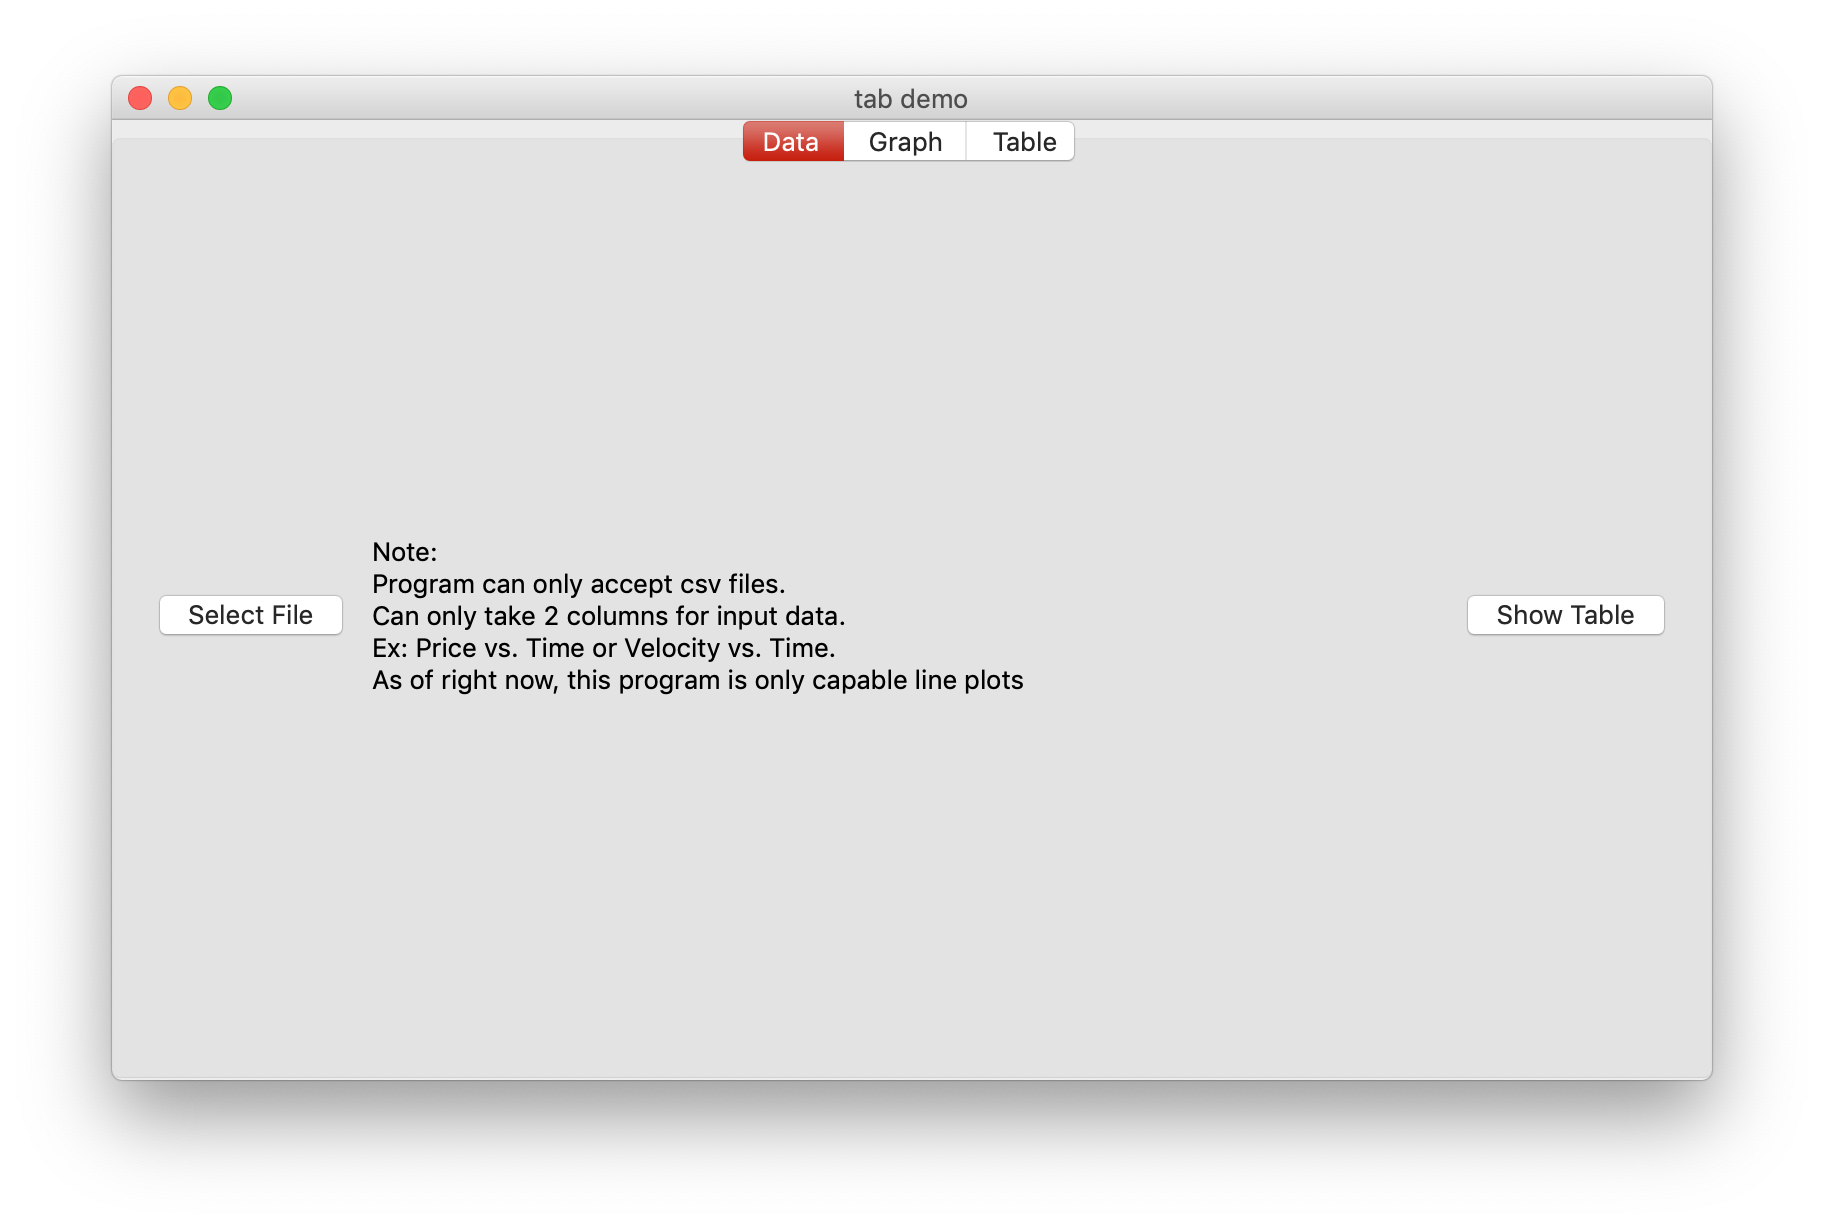 tab demo
Data Graph Table
Note:
Program can only accept csv files.
Select File Can only take 2 columns for input data. Show Table
Ex: Price vs. Time or Velocity vs. Time.
As of right now, this program is only capable line plots